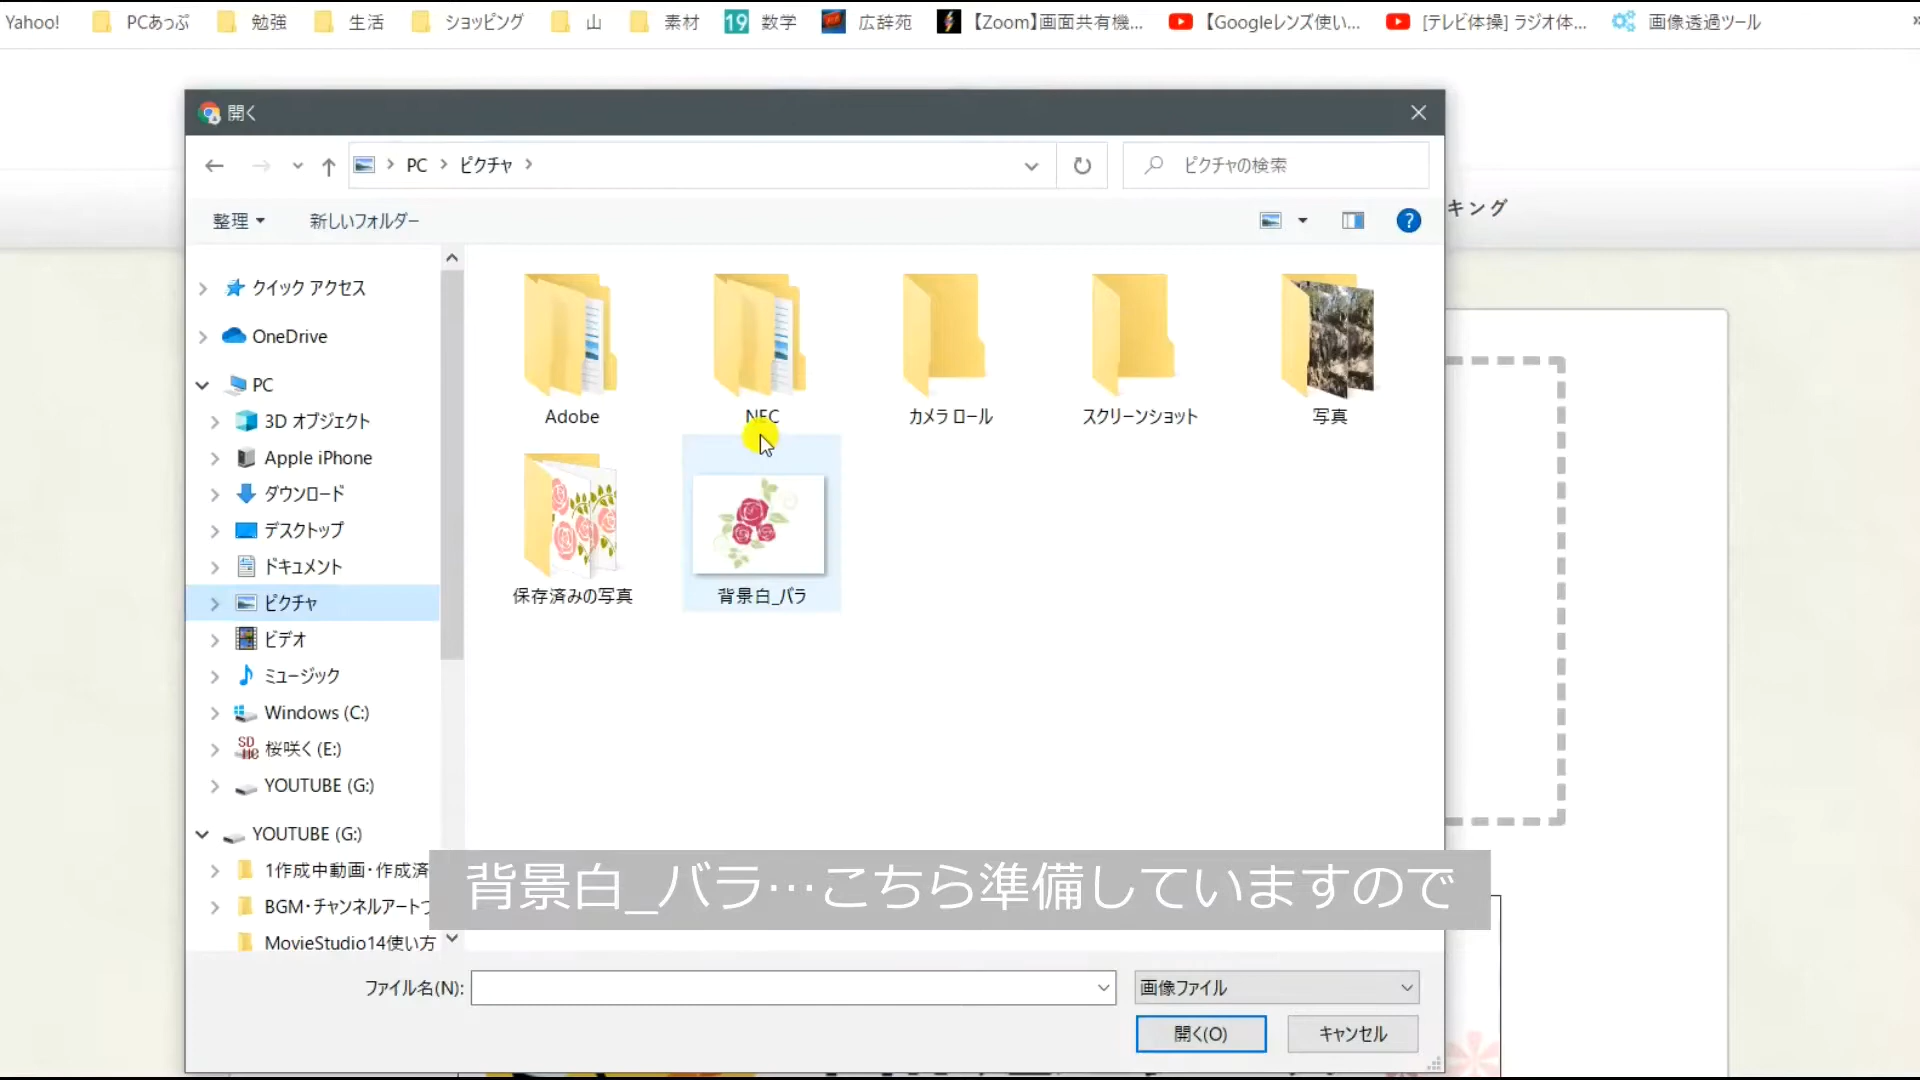 Yahoo! PCあっぷ 勉強 生活 ショッピング 山 素材 19 数学 広辞苑 【Zoom】画面共有機... 【Googleレンズ使い... [テレビ体操] ラジオ体... 画像透過ツール »
開く
PC ピクチャ
ピクチャの検索
キング
整理 新しいフォルダー
?
クイック アクセス
OneDrive
PC
3D オブジェクト
Apple iPhone
ダウンロード
デスクトップ
ドキュメント
ピクチャ
ビデオ
ミュージック
Windows (C:)
桜咲く (E:)
YOUTUBE (G:)
YOUTUBE (G:)
1作成中動画・作成済
BGM・チャンネルアートつ
MovieStudio14使い方
Adobe NEC カメラ ロール スクリーンショット 写真
保存済みの写真 背景白_バラ
背景白_バラ…こちら準備していますので
ファイル名(N): 画像ファイル
開く(O) キャンセル